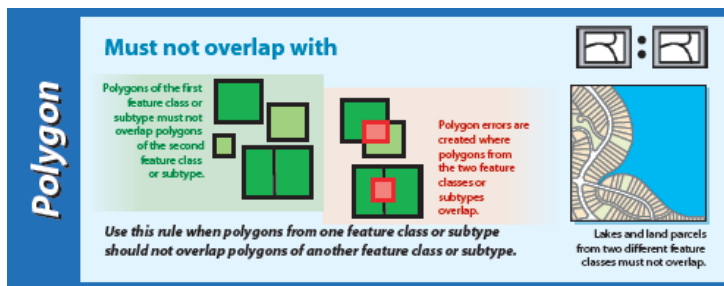 Polygon
Must not overlap with
Polygons of the first
feature class or
subtype must not
overlap polygons
of the second
feature class
or subtype.
Polygon errors are
created where
polygons from
the two feature
classes or
subtypes
overlap.
Use this rule when polygons from one feature class or subtype
should not overlap polygons of another feature class or subtype.
Lakes and land parcels
from two different feature
classes must not overlap.